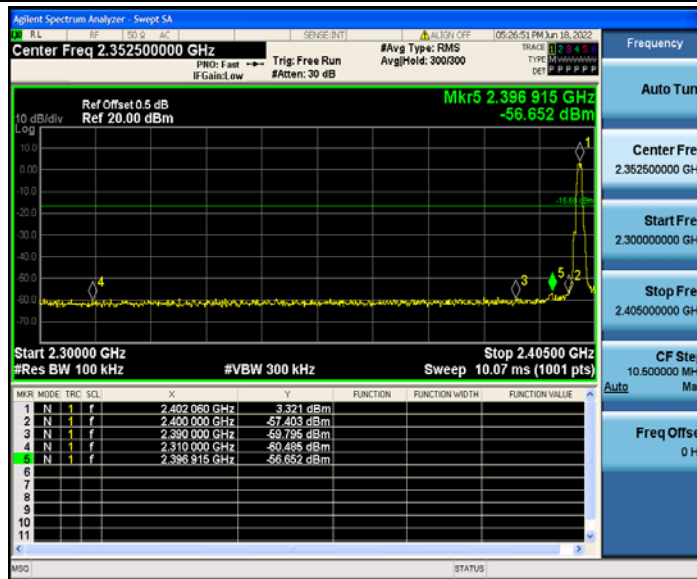 Agilent Spectrum Analyzer - Swept SA
RL RF 50 Ω AC SENSE:INT ALIGN OFF 05:26:51 PM Jun 18, 2022
Center Freq 2.352500000 GHz #Avg Type: RMS TRACE 1 2 3 4 5 6
PNO: Fast Trig: Free Run Avg|Hold: 300/300 TYPE M W W W W W
IFGain:Low #Atten: 30 dB DET P P P P P P
Mkr5 2.396 915 GHz
-56.652 dBm
Ref Offset 0.5 dB
10 dB/div Ref 20.00 dBm
Log
10.0
0.00
-10.0
-20.0
-30.0
-40.0
-50.0
-60.0
-70.0
1
4
3
5
2
Start 2.30000 GHz Stop 2.40500 GHz
#Res BW 100 kHz #VBW 300 kHz Sweep 10.07 ms (1001 pts)
MKR MODE TRC SCL X Y FUNCTION FUNCTION WIDTH FUNCTION VALUE
1 N 1 f 2.402 060 GHz 3.321 dBm
2 N 1 f 2.400 000 GHz -57.403 dBm
3 N 1 f 2.390 000 GHz -59.795 dBm
4 N 1 f 2.310 000 GHz -60.485 dBm
5 N 1 f 2.396 915 GHz -56.652 dBm
6
7
8
9
10
11
MSG STATUS
Frequency
Auto Tun
Center Fre
2.352500000 GH
Start Fre
2.300000000 GH
Stop Fre
2.405000000 GH
CF Ste
10.500000 MH
Auto Ma
Freq Offse
0 H